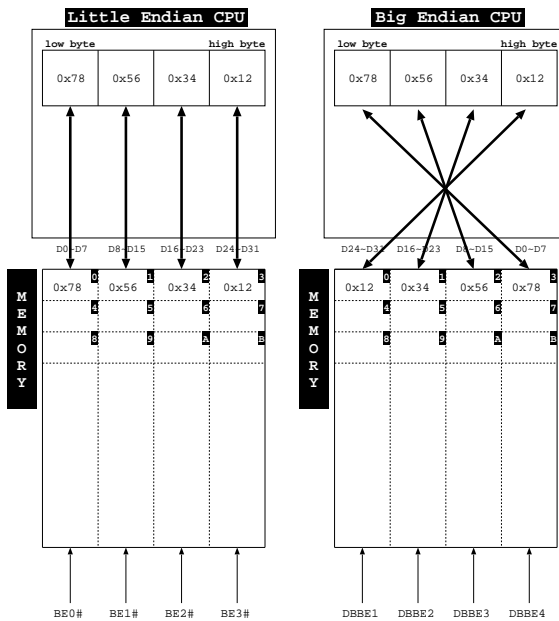 Little Endian CPU Big Endian CPU
low byte high byte low byte high byte
0x78 0x56 0x34 0x12 0x78 0x56 0x34 0x12
D0~D7 D8~D15 D16~D23 D24~D31 D24~D31 D16~D23 D8~D15 D0~D7
0 1 2 3 0 1 2 3
MEMORY 0x78 0x56 0x34 0x12 MEMORY 0x12 0x34 0x56 0x78
4 5 6 7 4 5 6 7
8 9 A B 8 9 A B
BE0# BE1# BE2# BE3# DBBE1 DBBE2 DBBE3 DBBE4